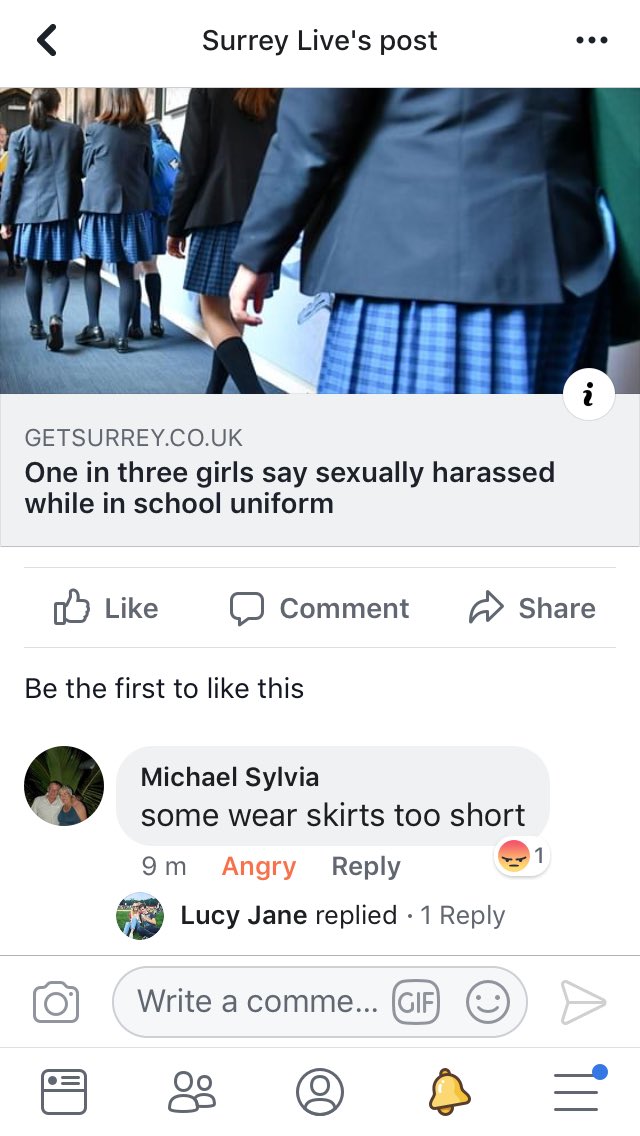 Surrey Live's post
GETSURREY.CO.UK
One in three girls say sexually harassed
while in school uniform
Like Comment Share
Be the first to like this
Michael Sylvia
some wear skirts too short
9 m Angry Reply 1
Lucy Jane replied · 1 Reply
Write a comme... GIF